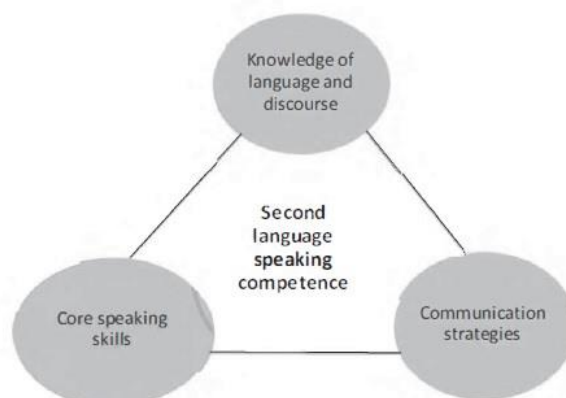 Knowledge of
language and
discourse
Second
language
speaking
competence
Core speaking
skills
Communication
strategies